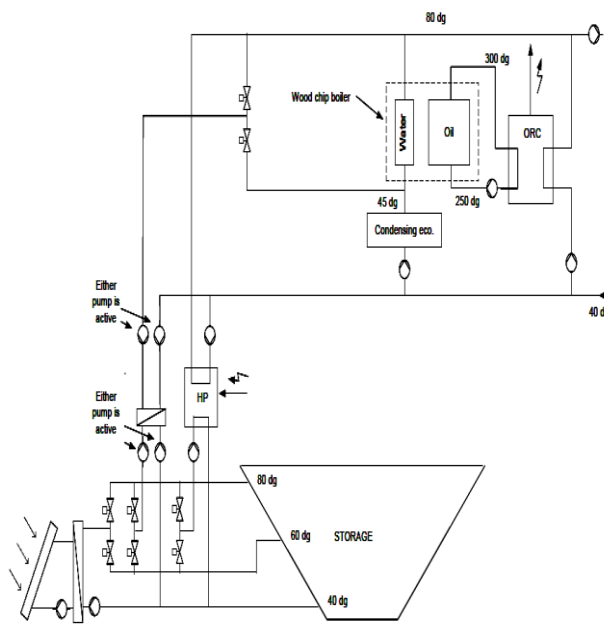 80 dg
300 dg
Wood chip boiler
Water
Oil
ORC
45 dg
250 dg
Condensing eco.
Either
pump is
active
40 d
HP
Either
pump is
active
80 dg
60 dg
STORAGE
40 dg